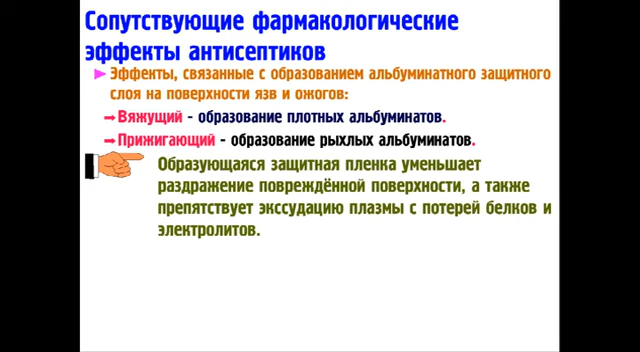 Сопутствующие фармакологические
эффекты антисептиков
Эффекты, связанные с образованием альбуминатного защитного
слоя на поверхности язв и ожогов:
Вяжущий - образование плотных альбуминатов.
Прижигающий - образование рыхлых альбуминатов.
Образующаяся защитная пленка уменьшает
раздражение повреждённой поверхности, а также
препятствует экссудацию плазмы с потерей белков и
электролитов.